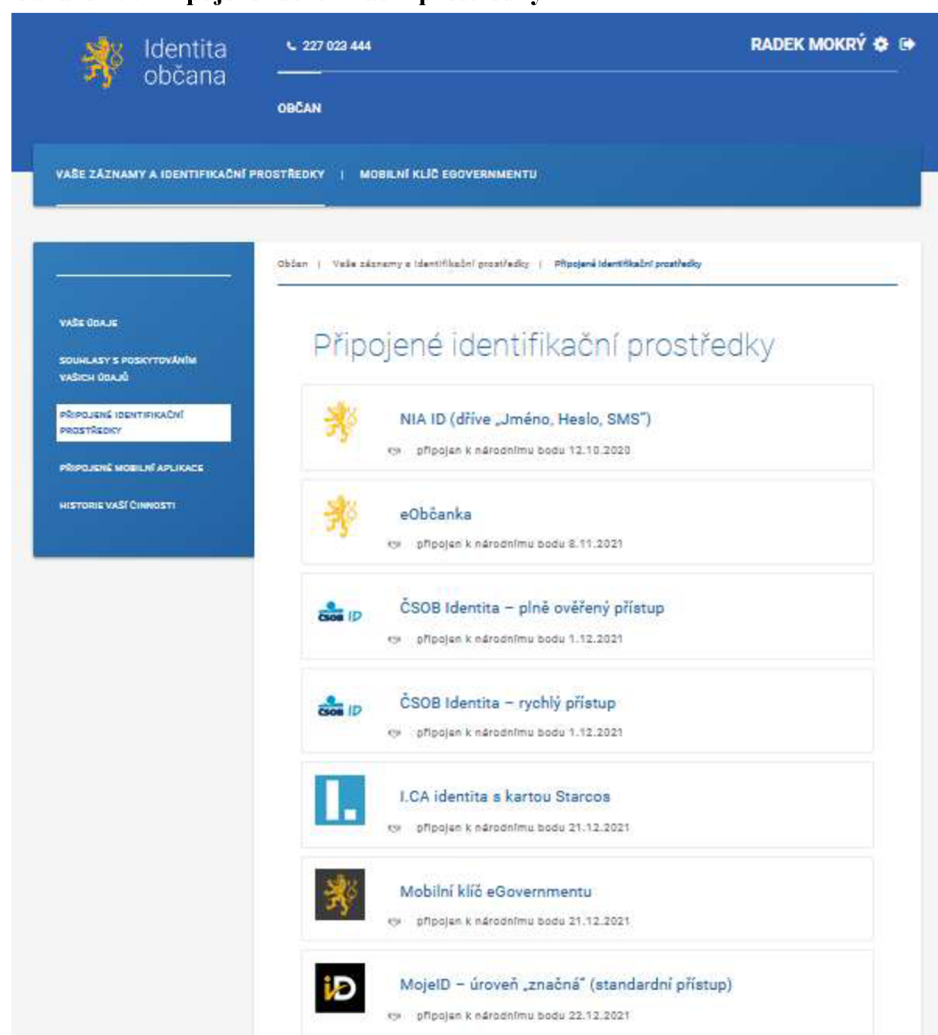 Identita
občana
227 023 444
RADEK MOKRÝ
OBČAN
VAŠE ZÁZNAMY A IDENTIFIKAČNÍ PROSTŘEDKY | MOBILNÍ KLÍČ EGOVERNMENTU
Občan | Vaše záznamy a identifikační prostředky | Připojené identifikační prostředky
VAŠE ÚDAJE
SOUHLASY S POSKYTOVÁNÍM
VAŠICH ÚDAJŮ
PŘIPOJENÉ IDENTIFIKAČNÍ
PROSTŘEDKY
PŘIPOJENÉ MOBILNÍ APLIKACE
HISTORIE VAŠÍ ČINNOSTI
Připojené identifikační prostředky
NIA ID (dříve „Jméno, Heslo, SMS“)
připojen k národnímu bodu 12.10.2020
eObčanka
připojen k národnímu bodu 8.11.2021
ČSOB ID
ČSOB Identita – plně ověřený přístup
připojen k národnímu bodu 1.12.2021
ČSOB ID
ČSOB Identita – rychlý přístup
připojen k národnímu bodu 1.12.2021
I.
I.CA identita s kartou Starcos
připojen k národnímu bodu 21.12.2021
Mobilní klíč eGovernmentu
připojen k národnímu bodu 21.12.2021
iD
MojeID – úroveň „značná“ (standardní přístup)
připojen k národnímu bodu 22.12.2021